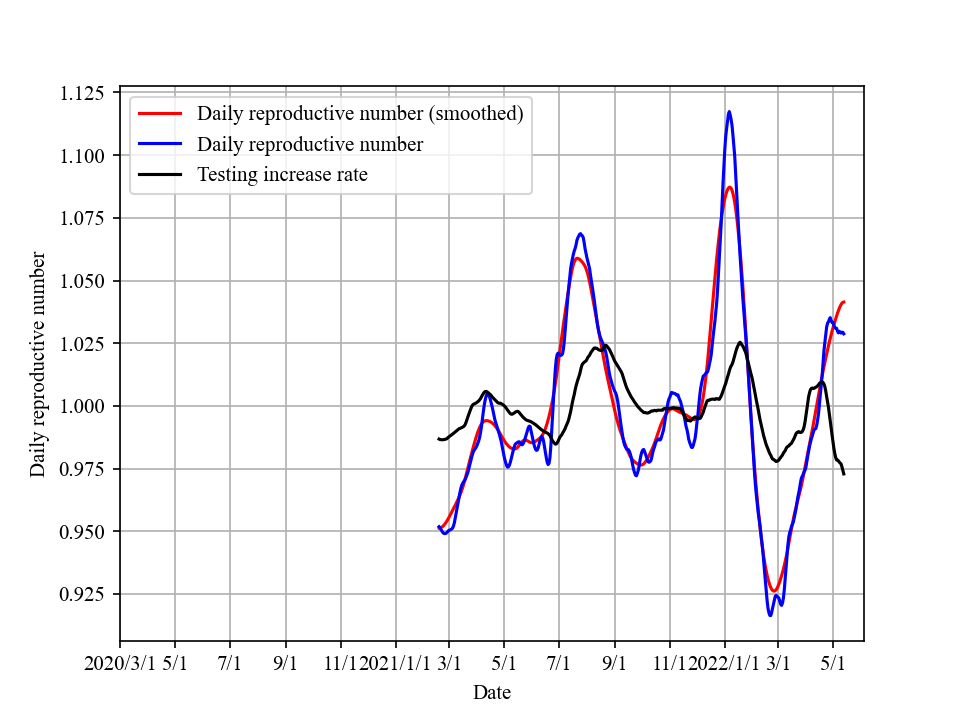 Daily reproductive number (smoothed)
Daily reproductive number
Testing increase rate
Daily reproductive number
1.125
1.100
1.075
1.050
1.025
1.000
0.975
0.950
0.925
2020/3/1 5/1 7/1 9/1 11/1 2021/1/1 3/1 5/1 7/1 9/1 11/1 2022/1/1 3/1 5/1
Date